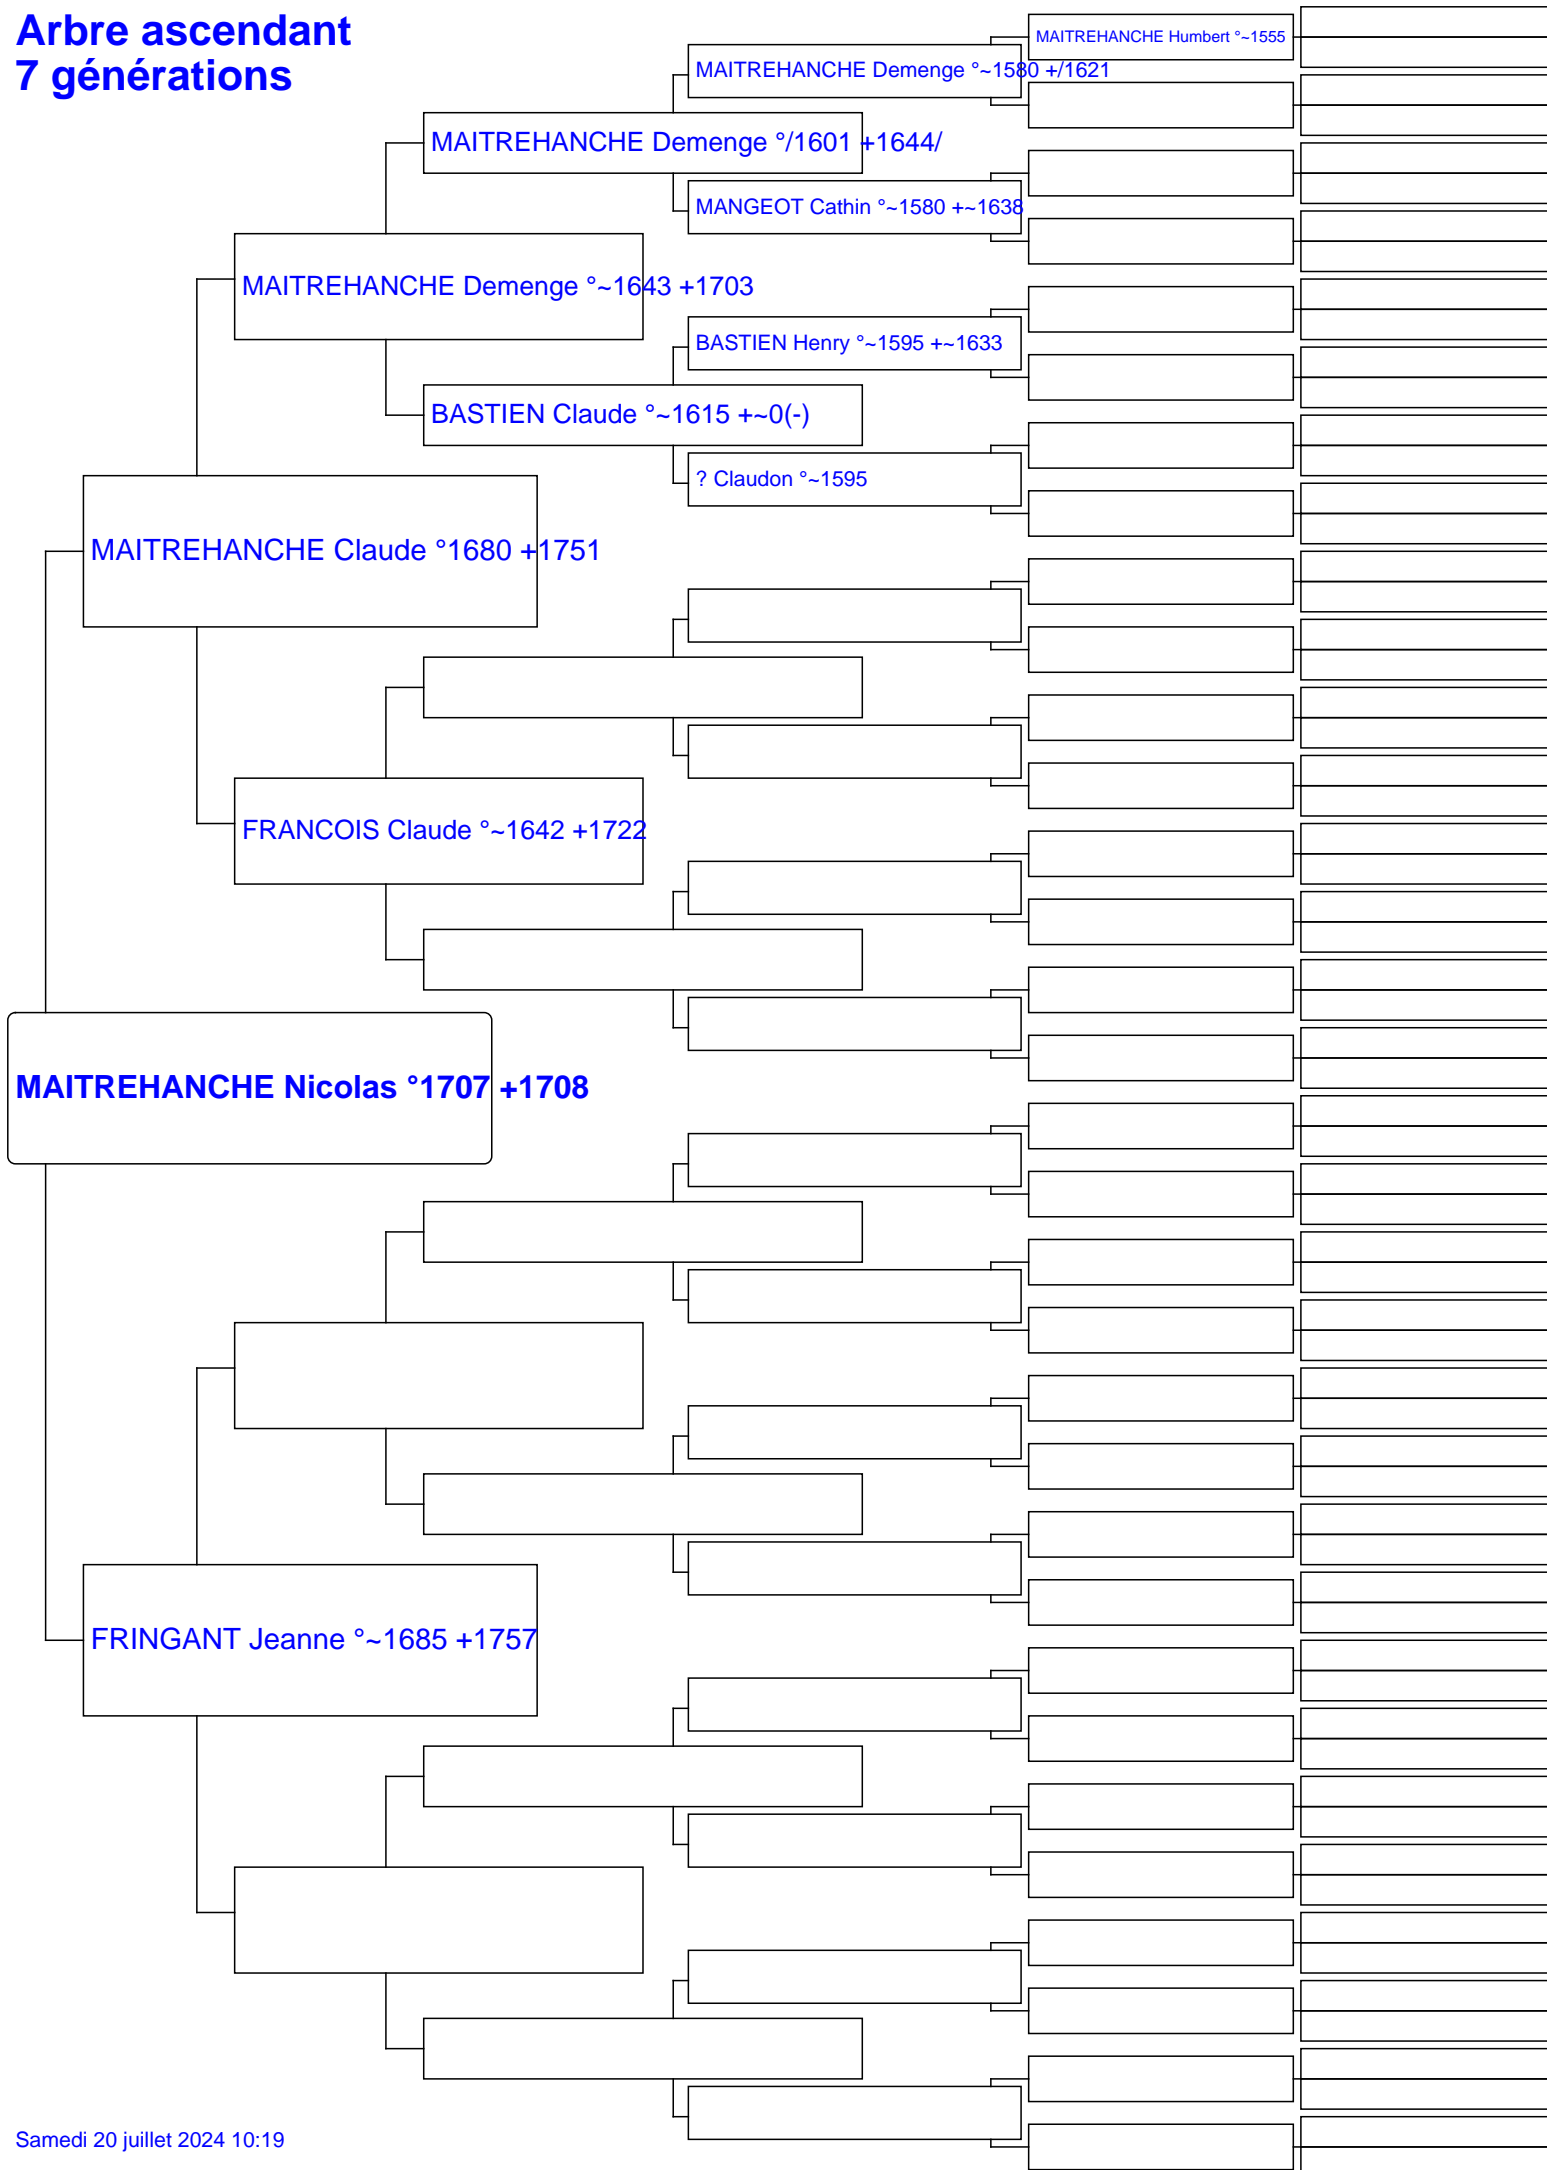 Arbre ascendant
7 générations
MAITREHANCHE Humbert °~1555
MAITREHANCHE Demenge °~1580 +/1621
MAITREHANCHE Demenge °/1601 +1644/
MANGEOT Cathin °~1580 +~1638
MAITREHANCHE Demenge °~1643 +1703
BASTIEN Henry °~1595 +~1633
BASTIEN Claude °~1615 +~0(-)
? Claudon °~1595
MAITREHANCHE Claude °1680 +1751
FRANCOIS Claude °~1642 +1722
MAITREHANCHE Nicolas °1707 +1708
FRINGANT Jeanne °~1685 +1757
Samedi 20 juillet 2024 10:19